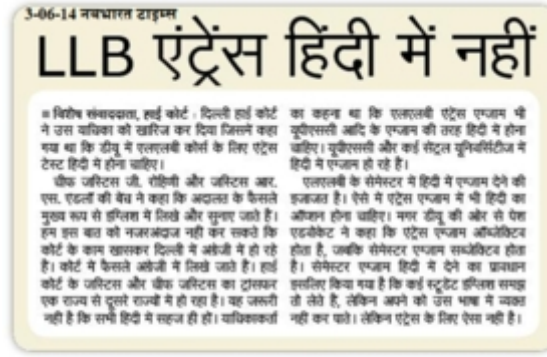 3-06-14 नवभारत टाइम्स
LLB एंट्रेंस हिंदी में नहीं
■ विशेष संवाददाता, हाई कोर्ट : दिल्ली हाई कोर्ट
ने उस याचिका को खारिज कर दिया जिसमें कहा
गया था कि डीयू में एलएलबी कोर्स के लिए एंट्रेंस
टेस्ट हिंदी में होना चाहिए।
चीफ जस्टिस जी. रोहिणी और जस्टिस आर.
एस. एंडलॉ की बेंच ने कहा कि अदालत के फैसले
मुख्य रूप से इंग्लिश में लिखे और सुनाए जाते हैं।
हम इस बात को नजरअंदाज नहीं कर सकते कि
कोर्ट के काम खासकर दिल्ली में अंग्रेजी में हो रहे
हैं। कोर्ट में फैसले अंग्रेजी में लिखे जाते हैं। हाई
कोर्ट के जस्टिस और चीफ जस्टिस का ट्रांसफर
एक राज्य से दूसरे राज्यों में हो रहा है। यह जरूरी
नहीं है कि सभी हिंदी में सहज ही हों। याचिकाकर्ता
का कहना था कि एलएलबी एंट्रेंस एग्जाम भी
यूपीएससी आदि के एग्जाम की तरह हिंदी में होना
चाहिए। यूपीएससी और कई सेंट्रल यूनिवर्सिटीज में
हिंदी में एग्जाम हो रहे हैं।
एलएलबी के सेमेस्टर में हिंदी में एग्जाम देने की
इजाजत है। ऐसे में एंट्रेंस एग्जाम में भी हिंदी का
ऑप्शन होना चाहिए। मगर डीयू की ओर से पेश
एडवोकेट ने कहा कि एंट्रेंस एग्जाम ऑब्जेक्टिव
होता है, जबकि सेमेस्टर एग्जाम सब्जेक्टिव होता
है। सेमेस्टर एग्जाम हिंदी में देने का प्रावधान
इसलिए किया गया है कि कई स्टूडेंट इंग्लिश समझ
तो लेते हैं, लेकिन अपने को उस भाषा में व्यक्त
नहीं कर पाते। लेकिन एंट्रेंस के लिए ऐसा नहीं है।